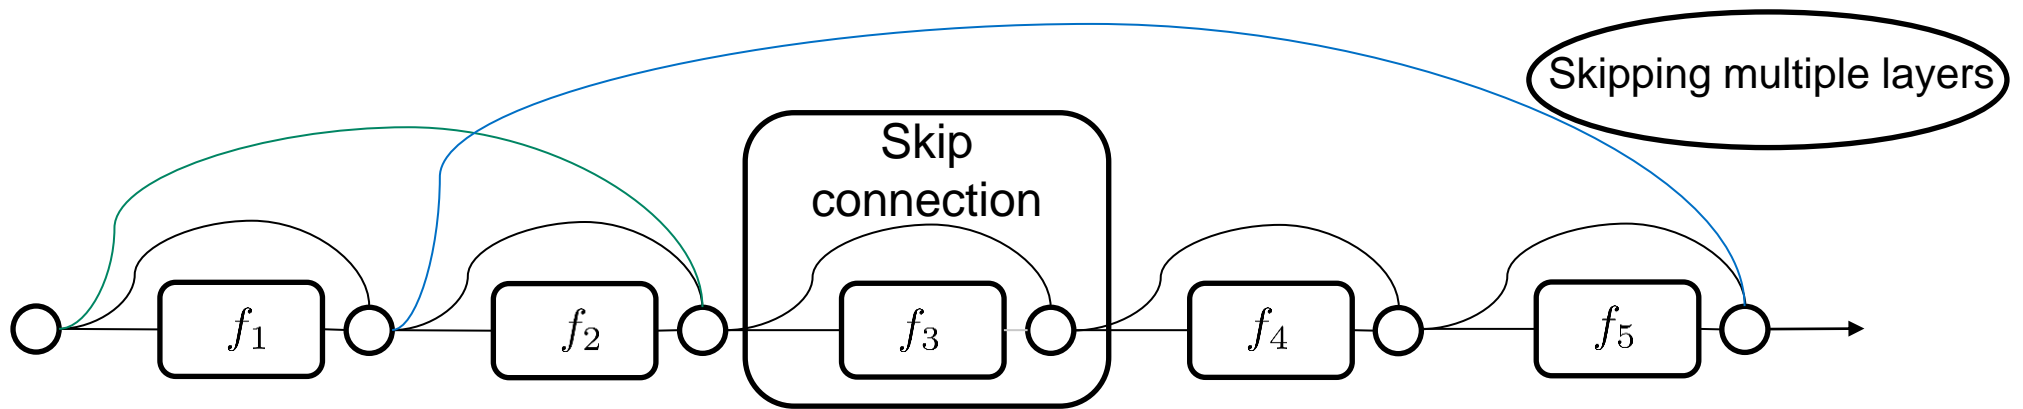 Skipping multiple layers
Skip
connection
f₁ f₂ f₃ f₄ f₅